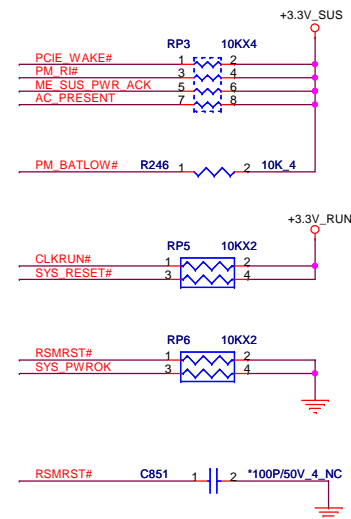 +3.3V_SUS
RP3 10KX4
PCIE_WAKE# 1 2
PM_RI# 3 4
ME_SUS_PWR_ACK 5 6
AC_PRESENT 7 8
PM_BATLOW# R246 1 2 10K_4
+3.3V_RUN
RP5 10KX2
CLKRUN# 1 2
SYS_RESET# 3 4
RP6 10KX2
RSMRST# 1 2
SYS_PWROK 3 4
RSMRST# C851 1 2 *100P/50V_4_NC